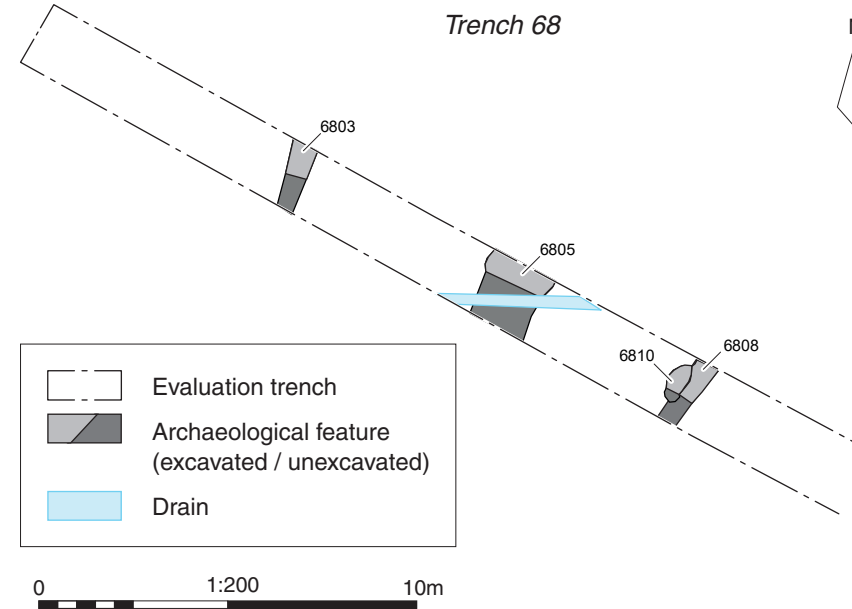 Trench 68
6803
6805
6810
6808
Evaluation trench
Archaeological feature
(excavated / unexcavated)
Drain
0 1:200 10m